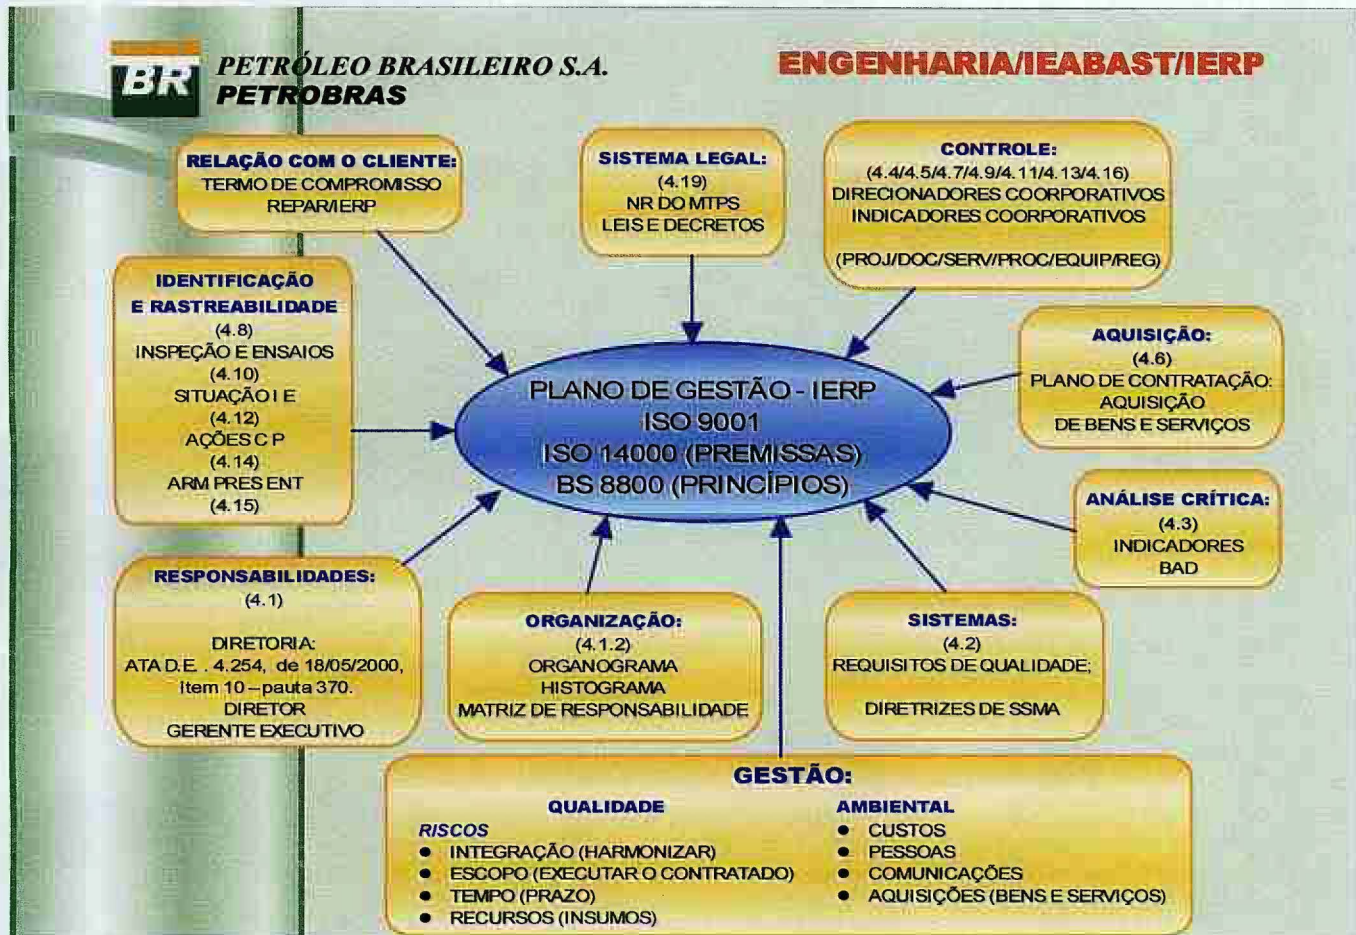 BR
PETRÓLEO BRASILEIRO S.A.
PETROBRAS
ENGENHARIA/IEABAST/IERP
RELAÇÃO COM O CLIENTE:
TERMO DE COMPROMISSO
REPAR/IERP
SISTEMA LEGAL:
(4.19)
NR DO MTPS
LEIS E DECRETOS
CONTROLE:
(4.4/4.5/4.7/4.9/4.11/4.13/4.16)
DIRECIONADORES COORPORATIVOS
INDICADORES COORPORATIVOS
(PROJ/DOC/SERV/PROC/EQUIP/REG)
IDENTIFICAÇÃO
E RASTREABILIDADE
(4.8)
INSPEÇÃO E ENSAIOS
(4.10)
SITUAÇÃO I E
(4.12)
AÇÕES C P
(4.14)
ARM PRES ENT
(4.15)
PLANO DE GESTÃO - IERP
ISO 9001
ISO 14000 (PREMISSAS)
BS 8800 (PRINCÍPIOS)
AQUISIÇÃO:
(4.6)
PLANO DE CONTRATAÇÃO:
AQUISIÇÃO
DE BENS E SERVIÇOS
ANÁLISE CRÍTICA:
(4.3)
INDICADORES
BAD
RESPONSABILIDADES:
(4.1)
DIRETORIA:
ATA D.E. . 4.254, de 18/05/2000,
Item 10 – pauta 370.
DIRETOR
GERENTE EXECUTIVO
ORGANIZAÇÃO:
(4.1.2)
ORGANOGRAMA
HISTOGRAMA
MATRIZ DE RESPONSABILIDADE
SISTEMAS:
(4.2)
REQUISITOS DE QUALIDADE;
DIRETRIZES DE SSMA
GESTÃO:
QUALIDADE
RISCOS
● INTEGRAÇÃO (HARMONIZAR)
● ESCOPO (EXECUTAR O CONTRATADO)
● TEMPO (PRAZO)
● RECURSOS (INSUMOS)
AMBIENTAL
● CUSTOS
● PESSOAS
● COMUNICAÇÕES
● AQUISIÇÕES (BENS E SERVIÇOS)